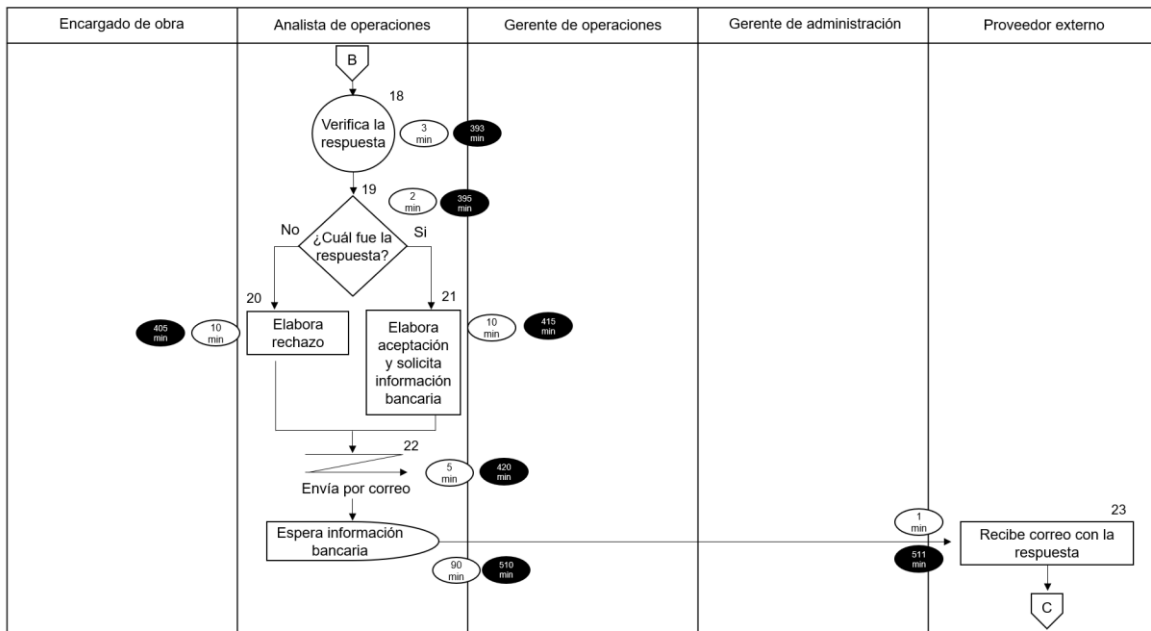 Encargado de obra
Analista de operaciones
Gerente de operaciones
Gerente de administración
Proveedor externo
B
18
Verifica la
respuesta
3
min
393
min
19
2
min
395
min
No
¿Cuál fue la
respuesta?
Si
20
21
405
min
10
min
Elabora
rechazo
Elabora
aceptación
y solicita
información
bancaria
10
min
415
min
22
5
min
420
min
Envía por correo
Espera información
bancaria
90
min
510
min
1
min
511
min
23
Recibe correo con la
respuesta
C